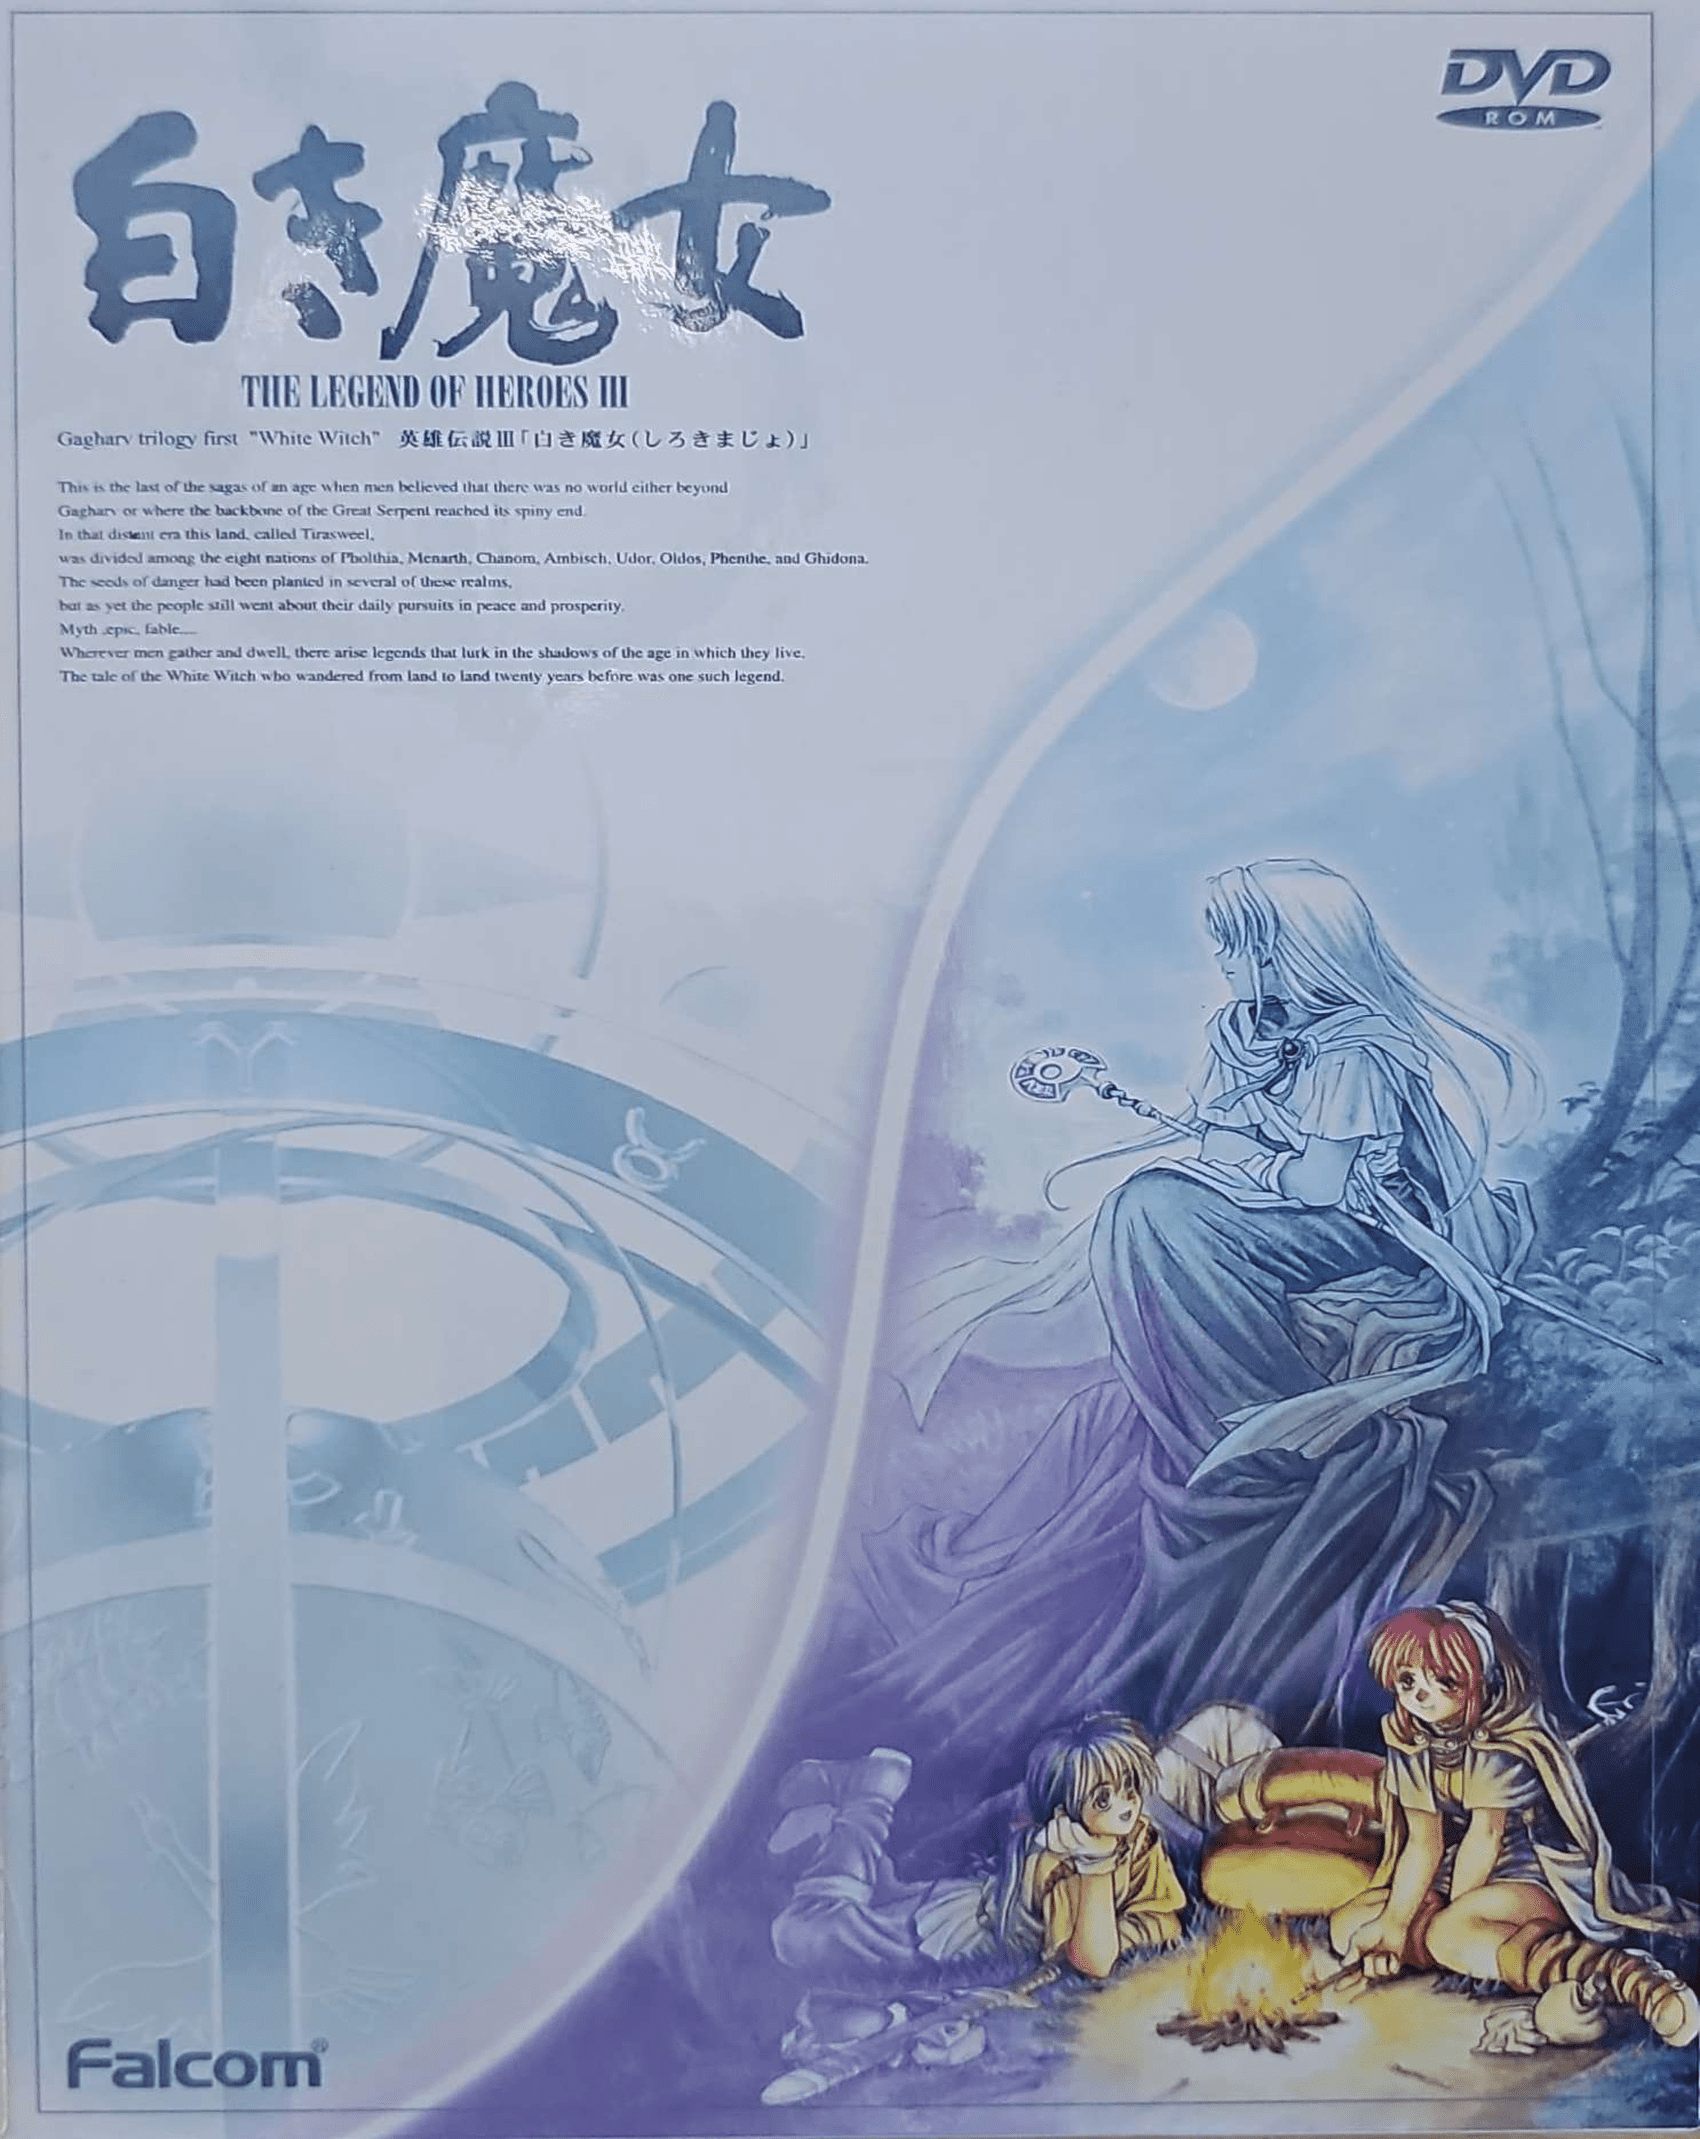 DVD
ROM
白き魔女
THE LEGEND OF HEROES III
Gagharv trilogy first "White Witch" 英雄伝説III「白き魔女(しろきまじょ)」
This is the last of the sagas of an age when men believed that there was no world either beyond
Gagharv or where the backbone of the Great Serpent reached its spiny end.
In that distant era this land, called Tirasweel,
was divided among the eight nations of Pholthia, Menarth, Chanom, Ambisch, Udor, Oldos, Phenthe, and Ghidona.
The seeds of danger had been planted in several of these realms,
but as yet the people still went about their daily pursuits in peace and prosperity.
Myth ,epic, fable....
Wherever men gather and dwell, there arise legends that lurk in the shadows of the age in which they live.
The tale of the White Witch who wandered from land to land twenty years before was one such legend.
Falcom®